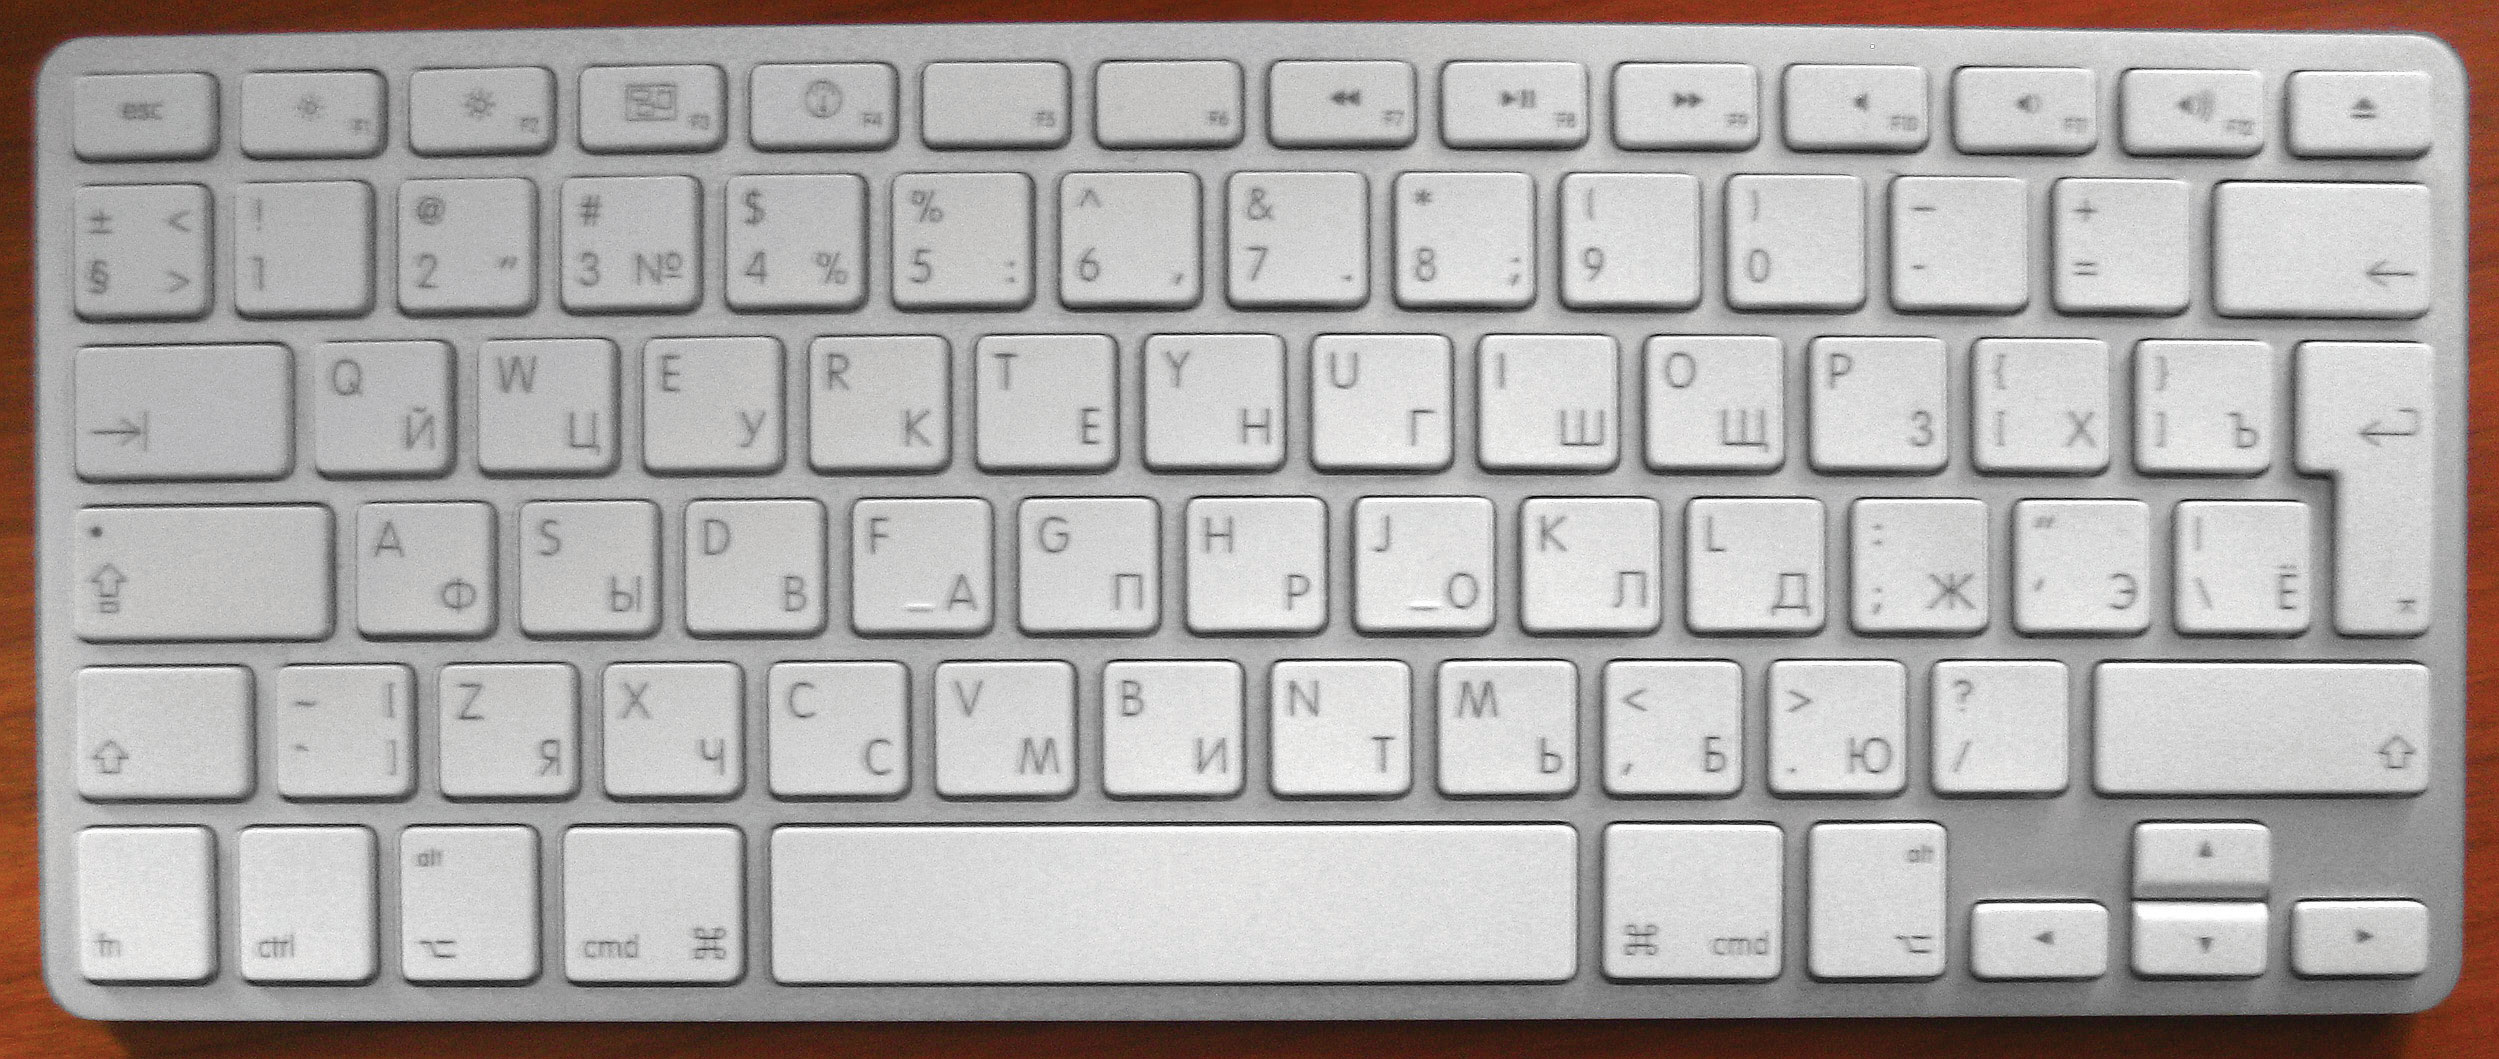 esc F1 F2 F3 F4 F5 F6 F7 F8 F9 F10 F11 F12
± < ! @ # $ % ^ & * ( ) – +
§ > 1 2 " 3 № 4 % 5 : 6 , 7 . 8 ; 9 0 - =
Q W E R T Y U I O P { }
Й Ц У К Е Н Г Ш Щ З [ Х ] Ъ
A S D F G H J K L : " |
Ф Ы В _ А П Р _ О Л Д ; Ж ' Э \ Ё
~ [ Z X C V B N M < > ?
` ] Я Ч С М И Т Ь , Б . Ю /
alt alt
fn ctrl ⌥ cmd ⌘ ⌘ cmd ⌥